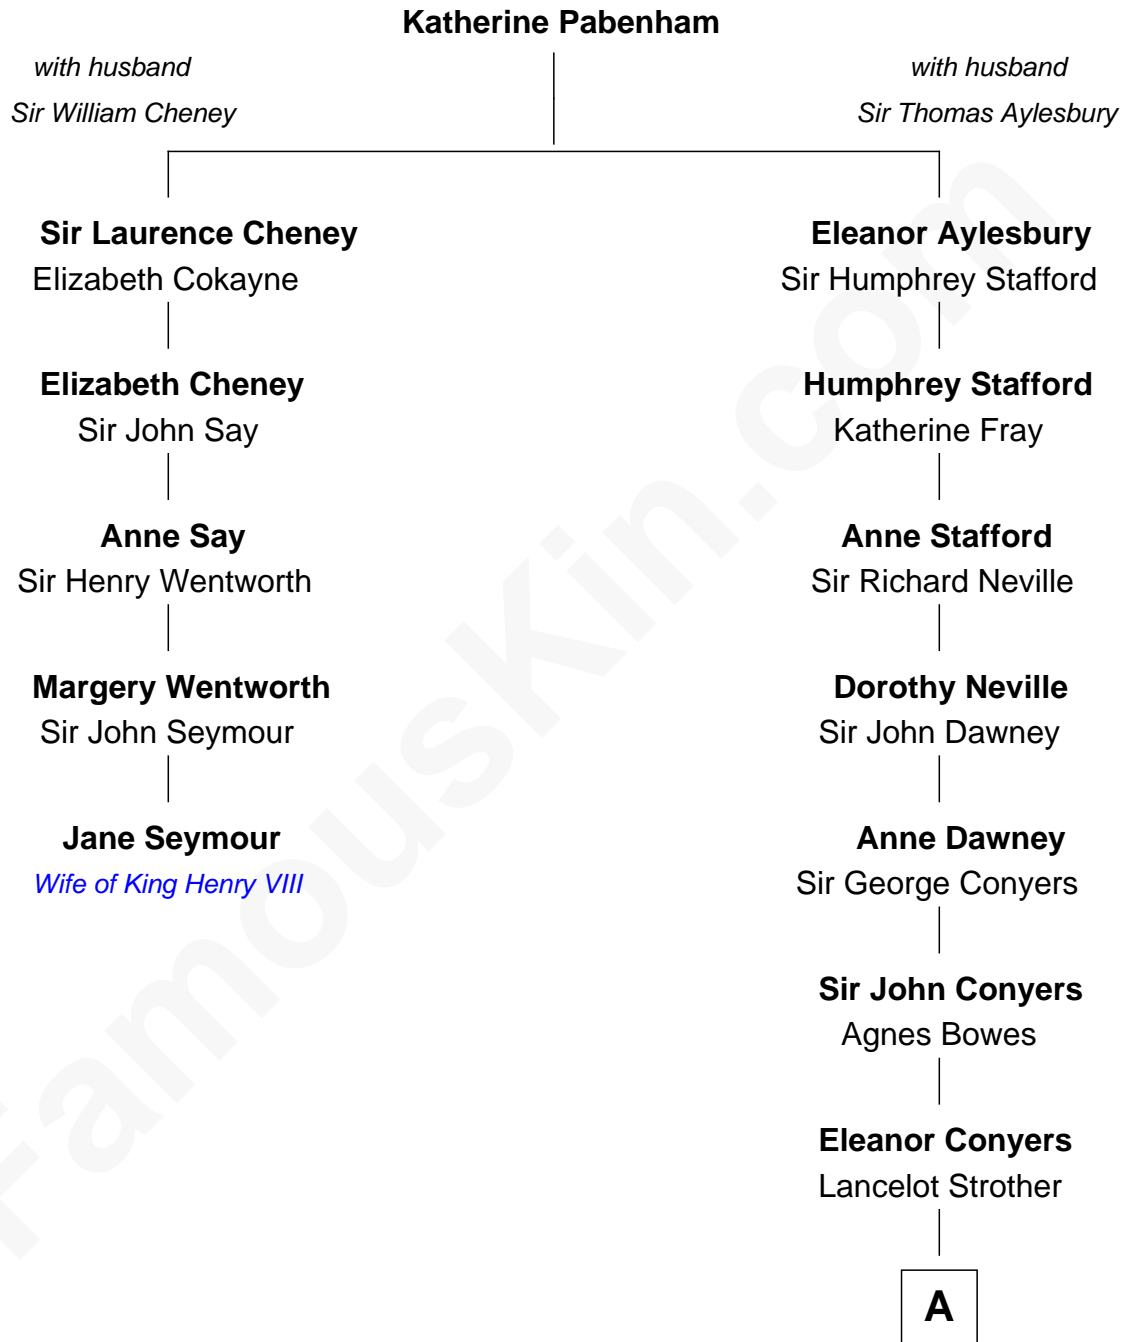 Katherine Pabenham
with husband
Sir William Cheney
with husband
Sir Thomas Aylesbury
Sir Laurence Cheney
Elizabeth Cokayne
Elizabeth Cheney
Sir John Say
Anne Say
Sir Henry Wentworth
Margery Wentworth
Sir John Seymour
Jane Seymour
Wife of King Henry VIII
Eleanor Aylesbury
Sir Humphrey Stafford
Humphrey Stafford
Katherine Fray
Anne Stafford
Sir Richard Neville
Dorothy Neville
Sir John Dawney
Anne Dawney
Sir George Conyers
Sir John Conyers
Agnes Bowes
Eleanor Conyers
Lancelot Strother
A
FamousKin.com